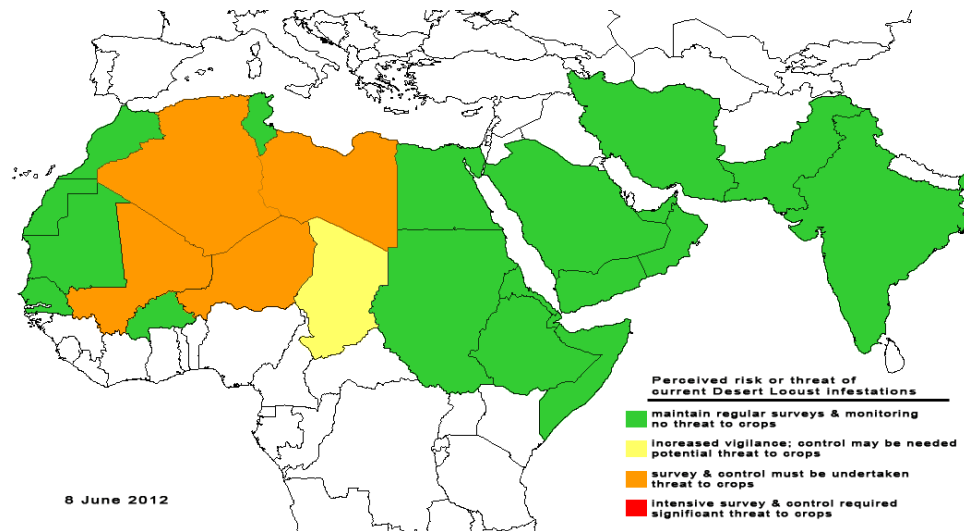 Perceived risk or threat of
current Desert Locust infestations
maintain regular surveys & monitoring
no threat to crops
increased vigilance; control may be needed
potential threat to crops
survey & control must be undertaken
threat to crops
intensive survey & control required
significant threat to crops
8 June 2012